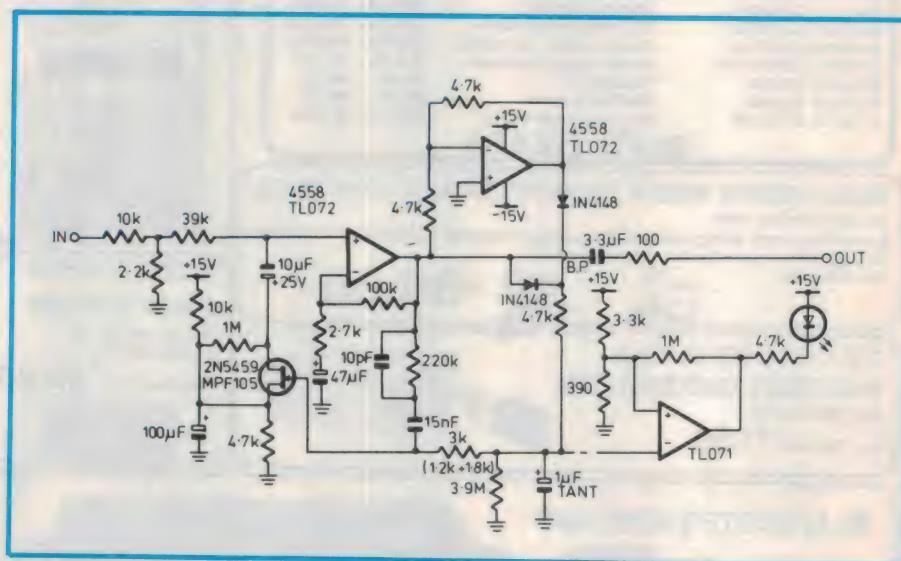 4·7k
+15V
4558
TL072
-15V
4·7k
IN4148
4558
TL072
IN
10k
39k
2·2k
+15V
10k
10µF
+25V
1M
2N5459
MPF105
100µF
4·7k
+
-
2·7k
+
47µF
100k
10pF
220k
15nF
3k
(1·2k +1·8k)
3·9M
+
1µF
TANT
IN4148
3·3µF
B.P.
100
OUT
+15V
4·7k
3·3k
390
1M
4·7k
+15V
+
-
TL071